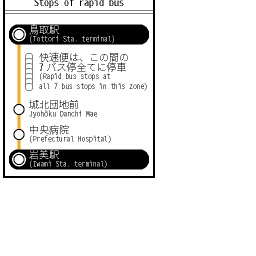 Stops of rapid bus
鳥取駅
(Tottori Sta. terminal)
快速便は、この間の
7 バス停全てに停車
(Rapid bus stops at
all 7 bus stops in this zone)
城北団地前
Jyohōku Danchi Mae
中央病院
(Prefectural Hospital)
岩美駅
(Iwami Sta. terminal)